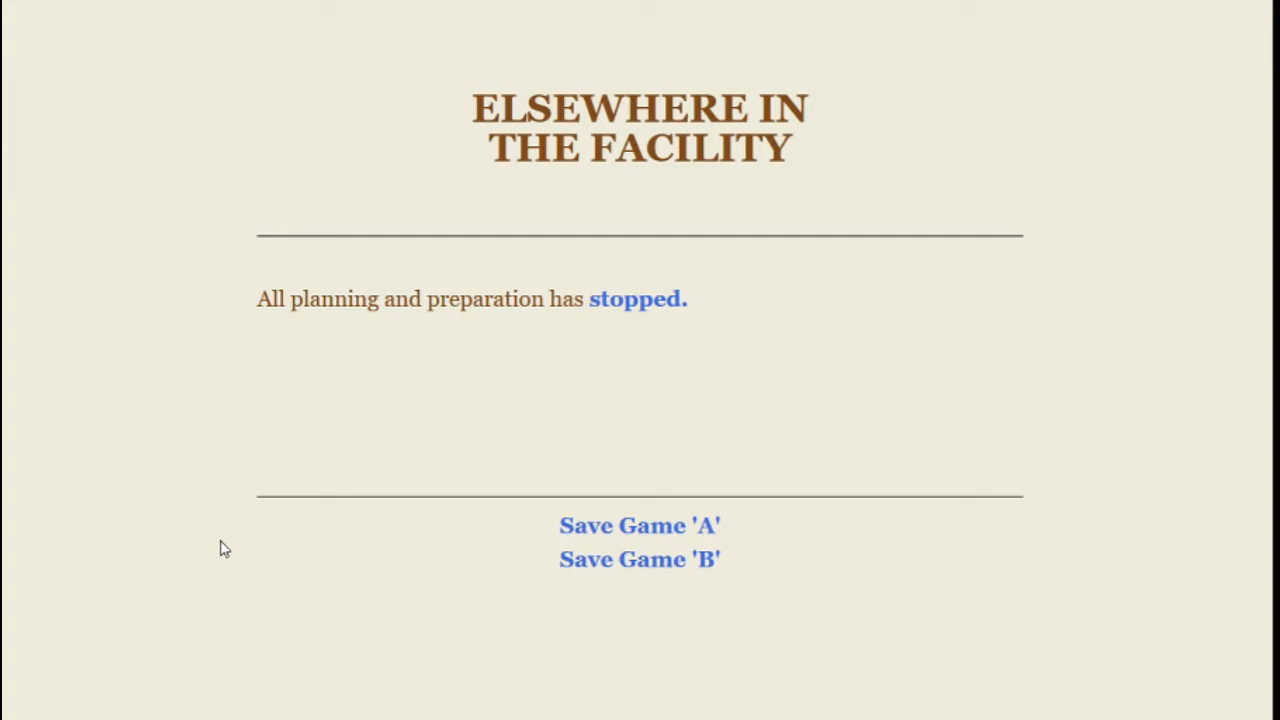 ELSEWHERE IN
THE FACILITY
All planning and preparation has stopped.
Save Game 'A'
Save Game 'B'